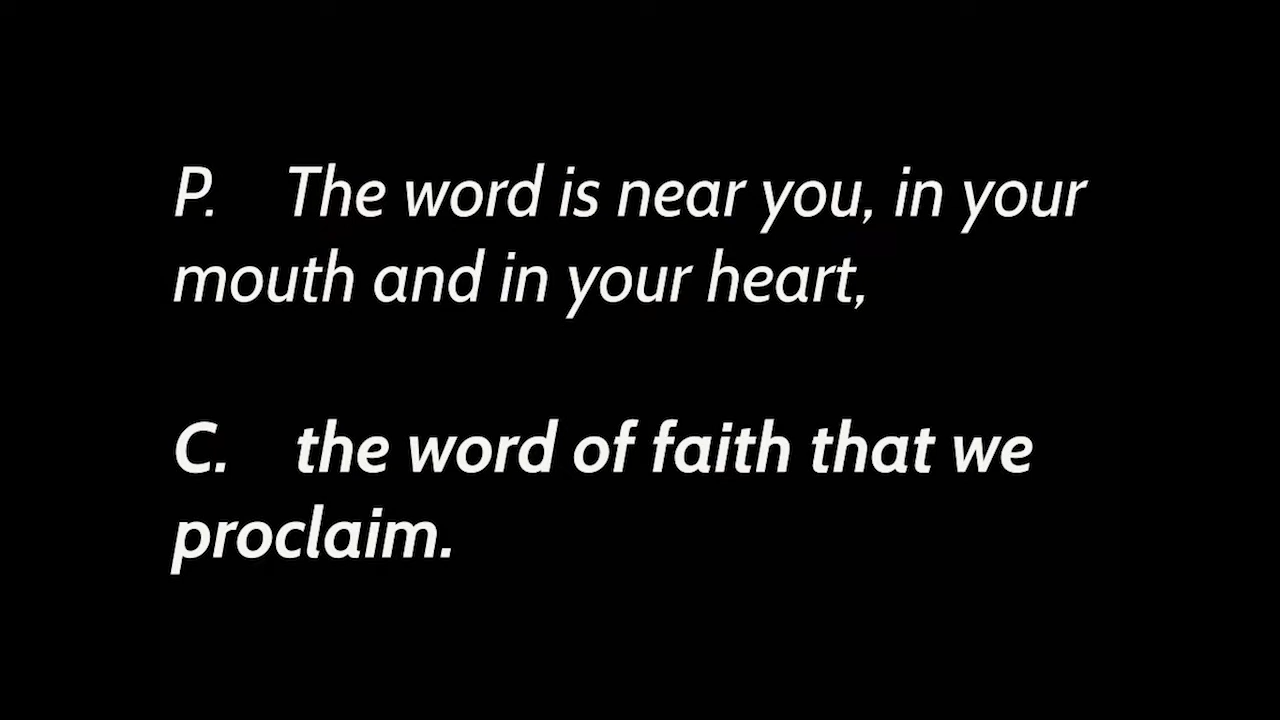 P. The word is near you, in your
mouth and in your heart,
C. the word of faith that we
proclaim.